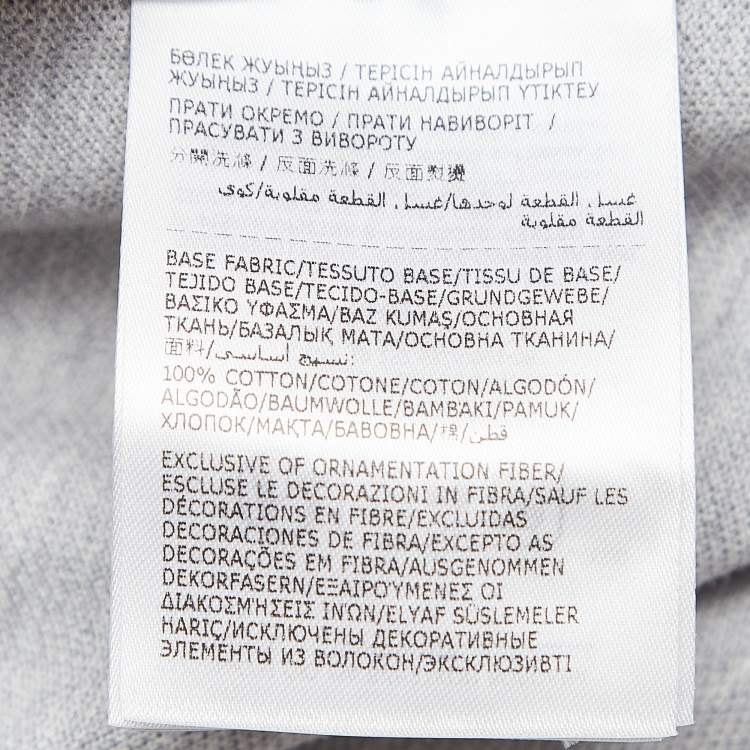 БӨЛЕК ЖУЫҢЫЗ / ТЕРІСІН АЙНАЛДЫРЫП
ЖУЫҢЫЗ / ТЕРІСІН АЙНАЛДЫРЫП ҮТІКТЕУ
ПРАТИ ОКРЕМО / ПРАТИ НАВИВОРІТ /
ПРАСУВАТИ З ВИВОРОТУ
分開洗滌 / 反面洗滌 / 反面熨燙
غسل القطعة لوحدها/غسل القطعة مقلوبة/كوي
القطعة مقلوبة
BASE FABRIC/TESSUTO BASE/TISSU DE BASE/
TEJIDO BASE/TECIDO-BASE/GRUNDGEWEBE/
ΒΑΣΙΚΟ ΥΦΑΣΜΑ/BAZ KUMAŞ/ОСНОВНАЯ
ТКАНЬ/БАЗАЛЫҚ МАТА/ОСНОВНА ТКАНИНА/
面料/نسيج أساسي:
100% COTTON/COTONE/COTON/ALGODÓN/
ALGODÃO/BAUMWOLLE/ΒΑΜΒΑΚΙ/PAMUK/
ХЛОПОК/МАҚТА/БАВОВНА/棉/قطن
EXCLUSIVE OF ORNAMENTATION FIBER/
ESCLUSE LE DECORAZIONI IN FIBRA/SAUF LES
DÉCORATIONS EN FIBRE/EXCLUIDAS
DECORACIONES DE FIBRA/EXCEPTO AS
DECORAÇÕES EM FIBRA/AUSGENOMMEN
DEKORFASERN/ΕΞΑΙΡΟΥΜΕΝΕΣ ΟΙ
ΔΙΑΚΟΣΜΉΣΕΙΣ ΙΝΏΝ/ELYAF SÜSLEMELER
HARİÇ/ИСКЛЮЧЕНЫ ДЕКОРАТИВНЫЕ
ЭЛЕМЕНТЫ ИЗ ВОЛОКОН/ЭКСКЛЮЗИВТІ